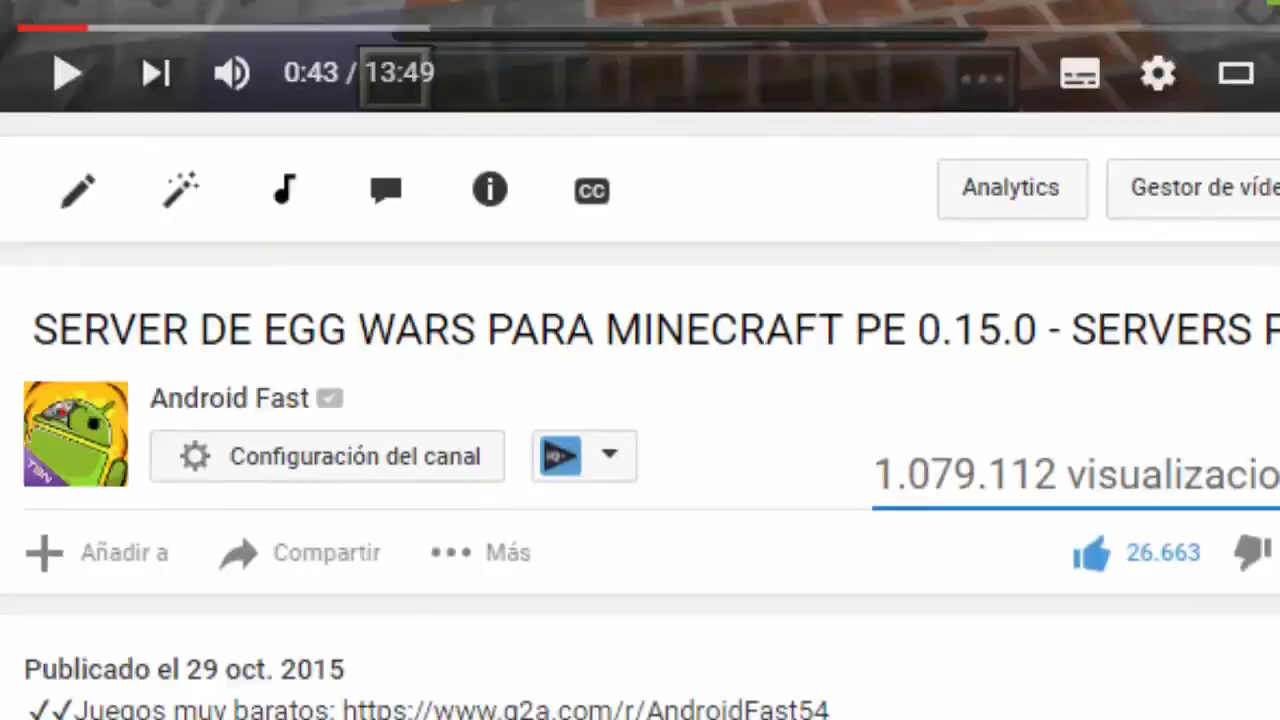 0:43 / 13:49
CC
Analytics
Gestor de víde
SERVER DE EGG WARS PARA MINECRAFT PE 0.15.0 - SERVERS P
Android Fast
TBN
Configuración del canal
1.079.112 visualizacio
Añadir a
Compartir
Más
26.663
Publicado el 29 oct. 2015
✓✓Juegos muy baratos: https://www.g2a.com/r/AndroidFast54